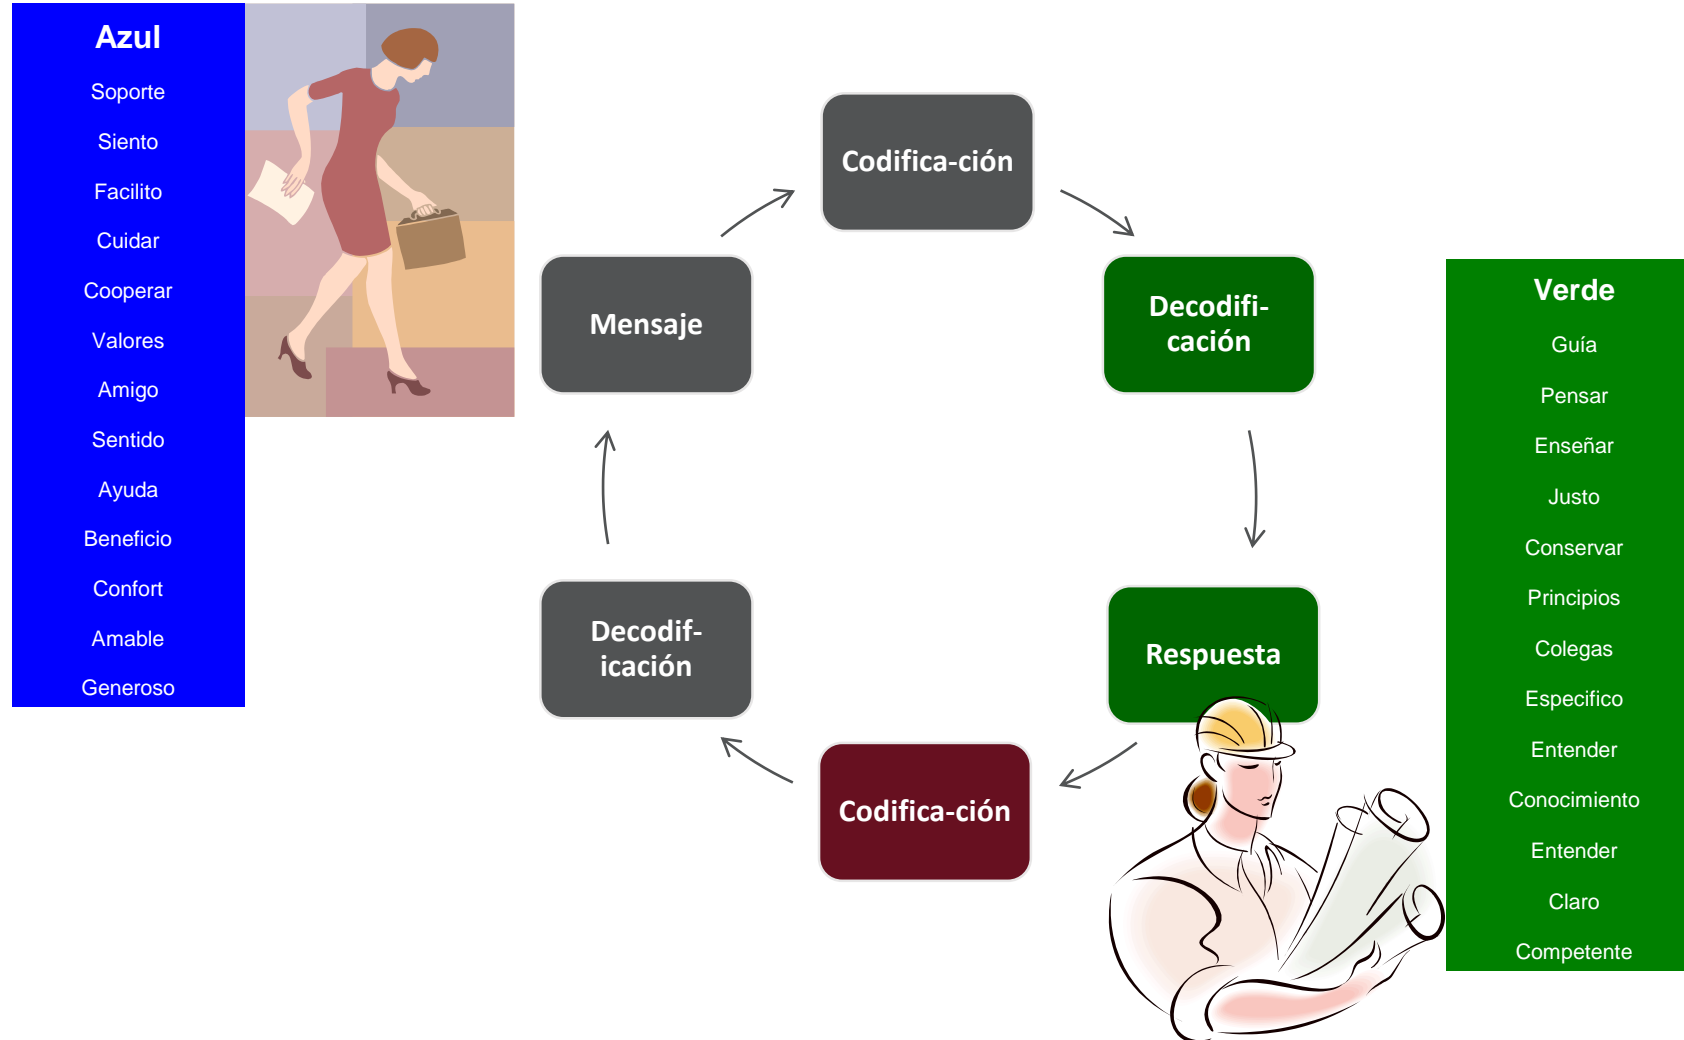 Azul
Soporte
Siento
Facilito
Cuidar
Cooperar
Valores
Amigo
Sentido
Ayuda
Beneficio
Confort
Amable
Generoso
Codifica-ción
Mensaje
Decodifi-
cación
Decodif-
icación
Respuesta
Codifica-ción
Verde
Guía
Pensar
Enseñar
Justo
Conservar
Principios
Colegas
Especifico
Entender
Conocimiento
Entender
Claro
Competente